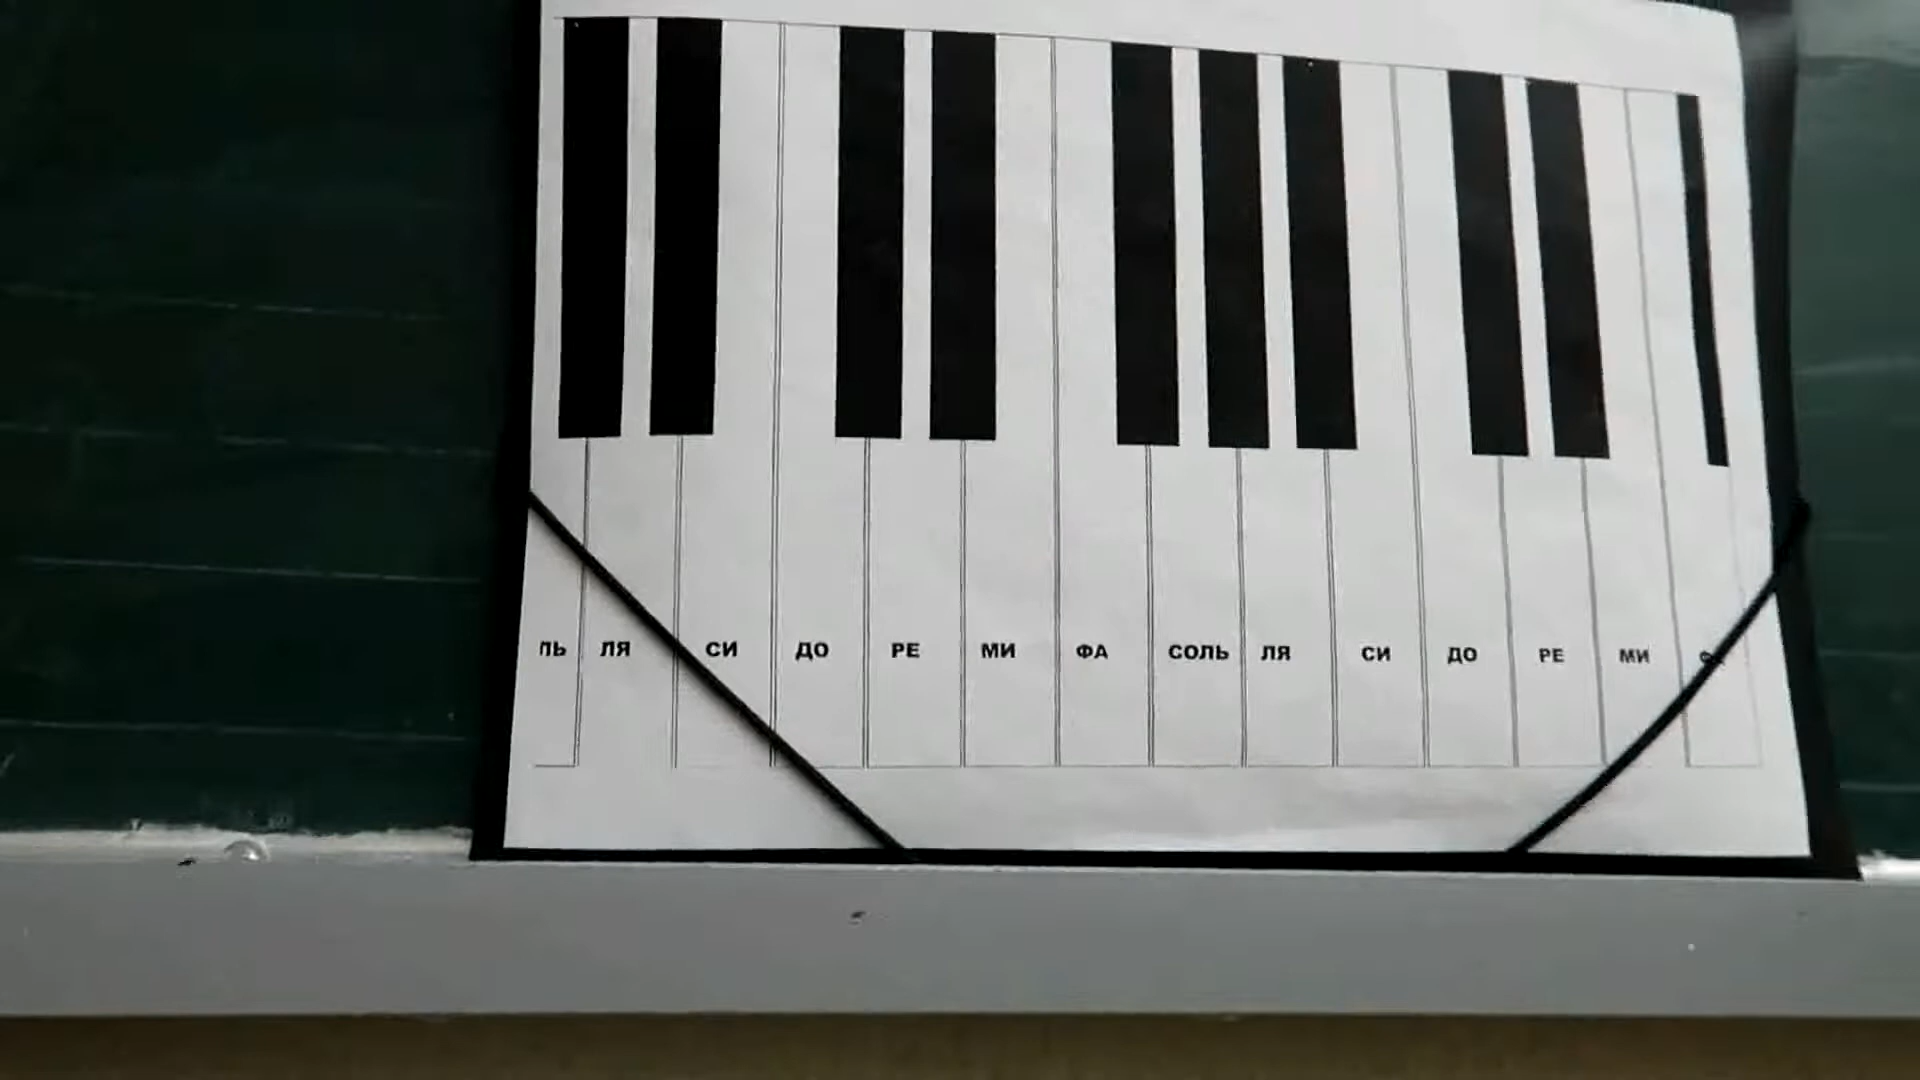 ЛЯ СИ ДО РЕ МИ ФА СОЛЬ ЛЯ СИ ДО РЕ МИ